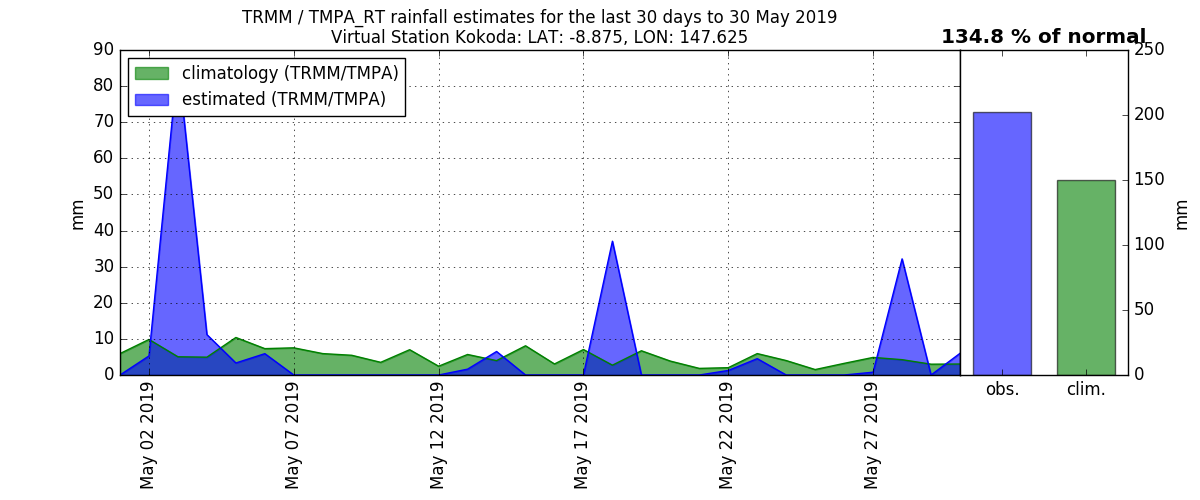 TRMM / TMPA_RT rainfall estimates for the last 30 days to 30 May 2019
Virtual Station Kokoda: LAT: -8.875, LON: 147.625
134.8 % of normal
climatology (TRMM/TMPA)
estimated (TRMM/TMPA)
mm
90
80
70
60
50
40
30
20
10
0
May 02 2019
May 07 2019
May 12 2019
May 17 2019
May 22 2019
May 27 2019
250
200
150
100
50
0
mm
obs.
clim.